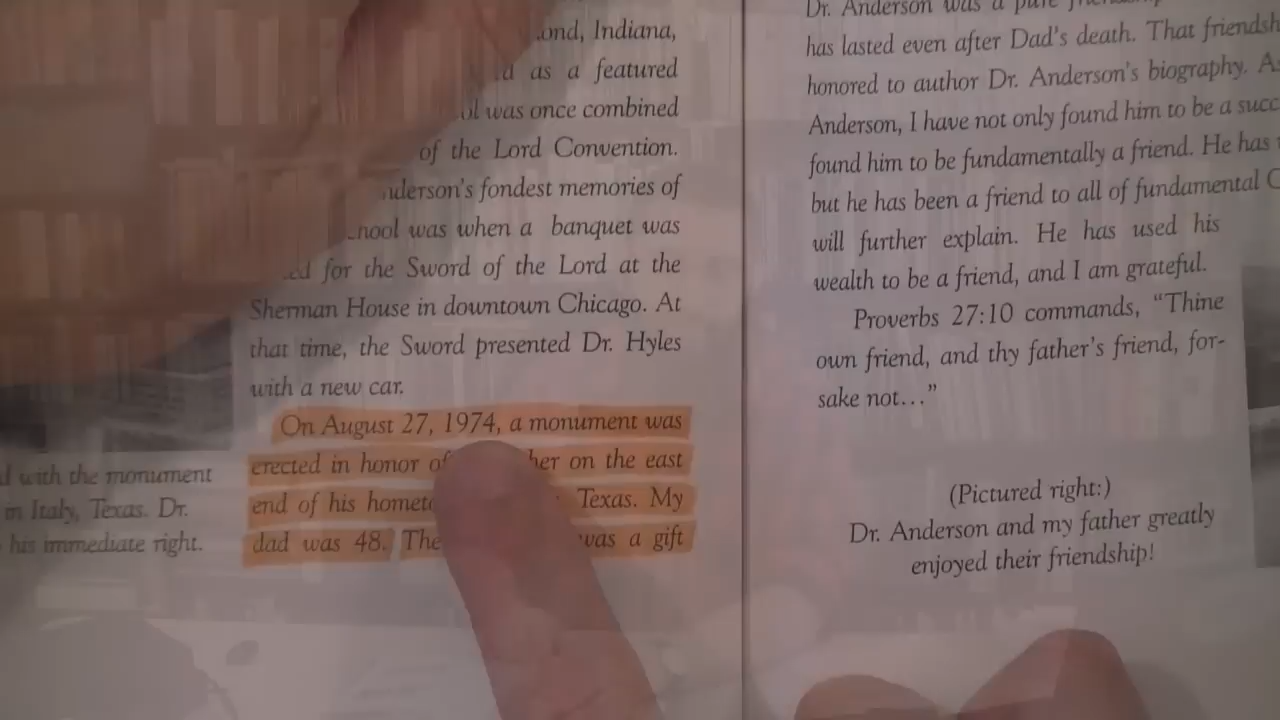 ond, Indiana,
as a featured
was once combined
of the Lord Convention.
nderson's fondest memories of
hool was when a banquet was
ed for the Sword of the Lord at the
Sherman House in downtown Chicago. At
that time, the Sword presented Dr. Hyles
with a new car.
On August 27, 1974, a monument was
erected in honor of her on the east
end of his hometo Texas. My
dad was 48. The was a gift
d with the monument
in Italy, Texas. Dr.
his immediate right.
Dr. Anderson was a pure
has lasted even after Dad's death. That friendsh
honored to author Dr. Anderson's biography. As
Anderson, I have not only found him to be a succ
found him to be fundamentally a friend. He has
but he has been a friend to all of fundamental C
will further explain. He has used his
wealth to be a friend, and I am grateful.
Proverbs 27:10 commands, "Thine
own friend, and thy father's friend, for-
sake not…"
(Pictured right:)
Dr. Anderson and my father greatly
enjoyed their friendship!